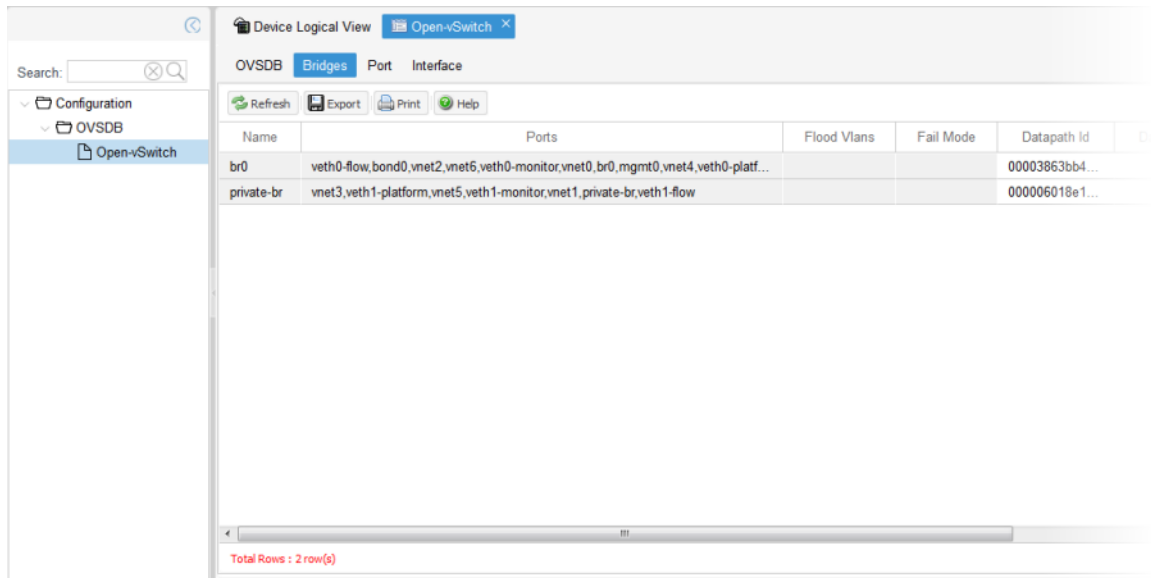 Device Logical View Open-vSwitch
Search:
OVSDB Bridges Port Interface
Configuration
OVSDB
Open-vSwitch
Refresh Export Print Help
Name Ports Flood Vlans Fail Mode Datapath Id
br0 veth0-flow,bond0,vnet2,vnet6,veth0-monitor,vnet0,br0,mgmt0,vnet4,veth0-platf... 00003863bb4...
private-br vnet3,veth1-platform,vnet5,veth1-monitor,vnet1,private-br,veth1-flow 000006018e1...
Total Rows : 2 row(s)